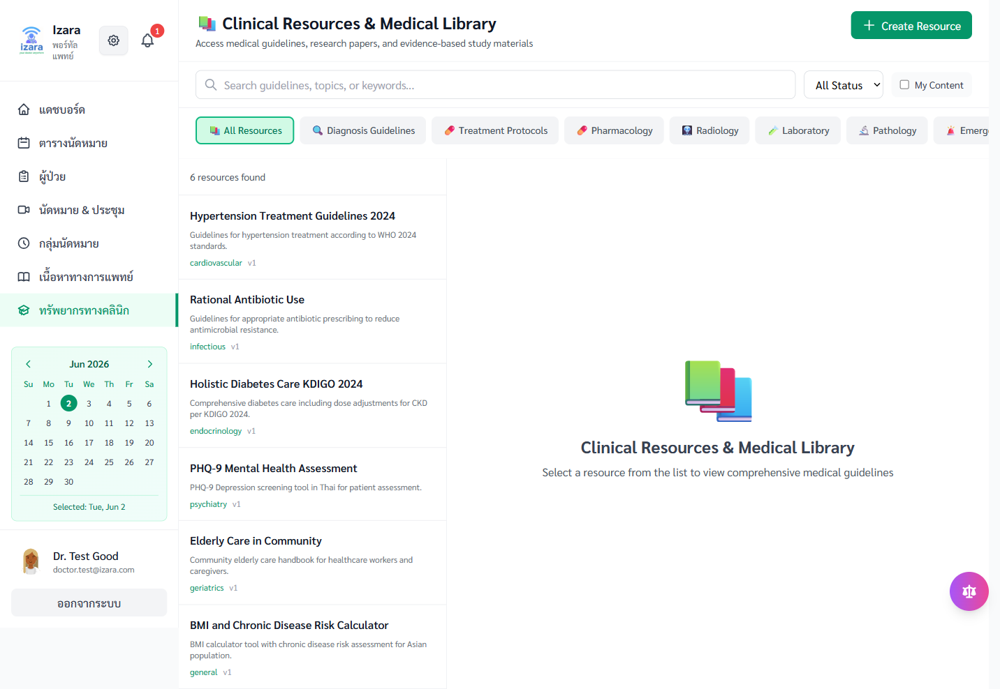 izara
Izara
พอร์ทัล
แพทย์
1
แดชบอร์ด
ตารางนัดหมาย
ผู้ป่วย
นัดหมาย & ประชุม
กลุ่มนัดหมาย
เนื้อหาทางการแพทย์
ทรัพยากรทางคลินิก
Jun 2026
Su Mo Tu We Th Fr Sa
1 2 3 4 5 6
7 8 9 10 11 12 13
14 15 16 17 18 19 20
21 22 23 24 25 26 27
28 29 30
Selected: Tue, Jun 2
Dr. Test Good
doctor.test@izara.com
ออกจากระบบ
Clinical Resources & Medical Library
Access medical guidelines, research papers, and evidence-based study materials
Create Resource
Search guidelines, topics, or keywords...
All Status
My Content
All Resources
Diagnosis Guidelines
Treatment Protocols
Pharmacology
Radiology
Laboratory
Pathology
Emerg
6 resources found
Hypertension Treatment Guidelines 2024
Guidelines for hypertension treatment according to WHO 2024
standards.
cardiovascular v1
Rational Antibiotic Use
Guidelines for appropriate antibiotic prescribing to reduce
antimicrobial resistance.
infectious v1
Holistic Diabetes Care KDIGO 2024
Comprehensive diabetes care including dose adjustments for CKD
per KDIGO 2024.
endocrinology v1
PHQ-9 Mental Health Assessment
PHQ-9 Depression screening tool in Thai for patient assessment.
psychiatry v1
Elderly Care in Community
Community elderly care handbook for healthcare workers and
caregivers.
geriatrics v1
BMI and Chronic Disease Risk Calculator
BMI calculator tool with chronic disease risk assessment for Asian
population.
general v1
Clinical Resources & Medical Library
Select a resource from the list to view comprehensive medical guidelines